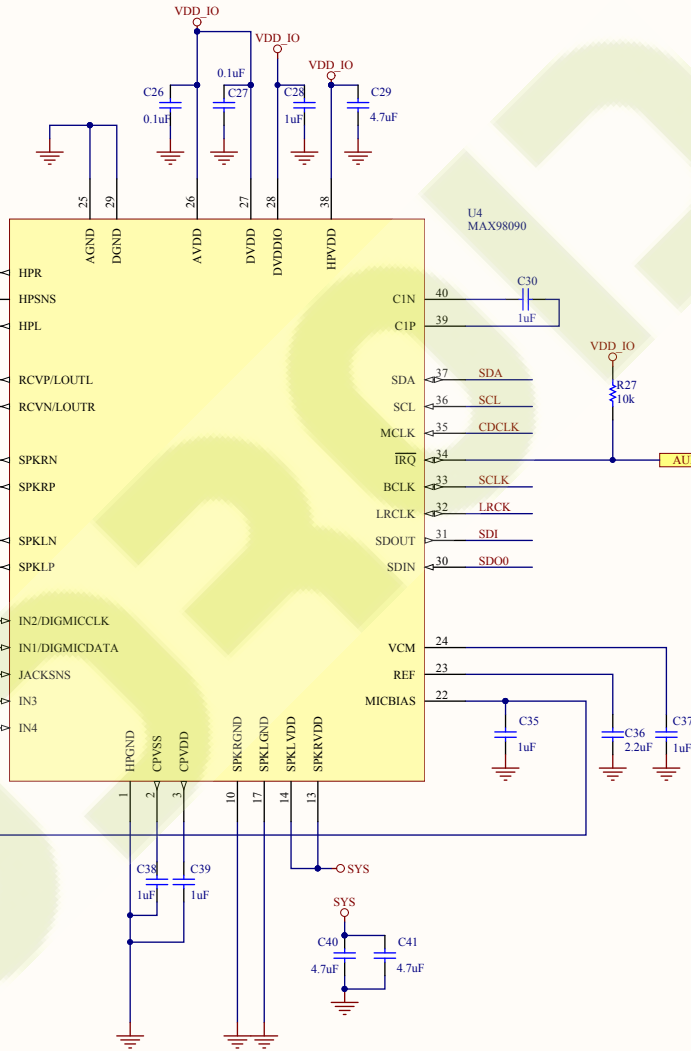 VDD_IO
VDD_IO
VDD_IO
0.1uF
C26
C27
C28
C29
0.1uF
1uF
4.7uF
25
29
26
27
28
38
AGND
DGND
AVDD
DVDD
DVDDIO
HPVDD
U4
MAX98090
HPR
HPSNS
HPL
RCVP/LOUTL
RCVN/LOUTR
SPKRN
SPKRP
SPKLN
SPKLP
IN2/DIGMICCLK
IN1/DIGMICDATA
JACKSNS
IN3
IN4
C1N 40
C1P 39
C30
1uF
VDD_IO
R27
10k
SDA 37 SDA
SCL 36 SCL
MCLK 35 CDCLK
IRQ 34
AU
BCLK 33 SCLK
LRCLK 32 LRCK
SDOUT 31 SDI
SDIN 30 SDO0
VCM 24
REF 23
MICBIAS 22
C35
1uF
C36
2.2uF
C37
1uF
HPGND
CPVSS
CPVDD
SPKRGND
SPKLGND
SPKLVDD
SPKRVDD
1
2
3
10
17
14
13
C38
1uF
C39
1uF
SYS
SYS
C40
4.7uF
C41
4.7uF